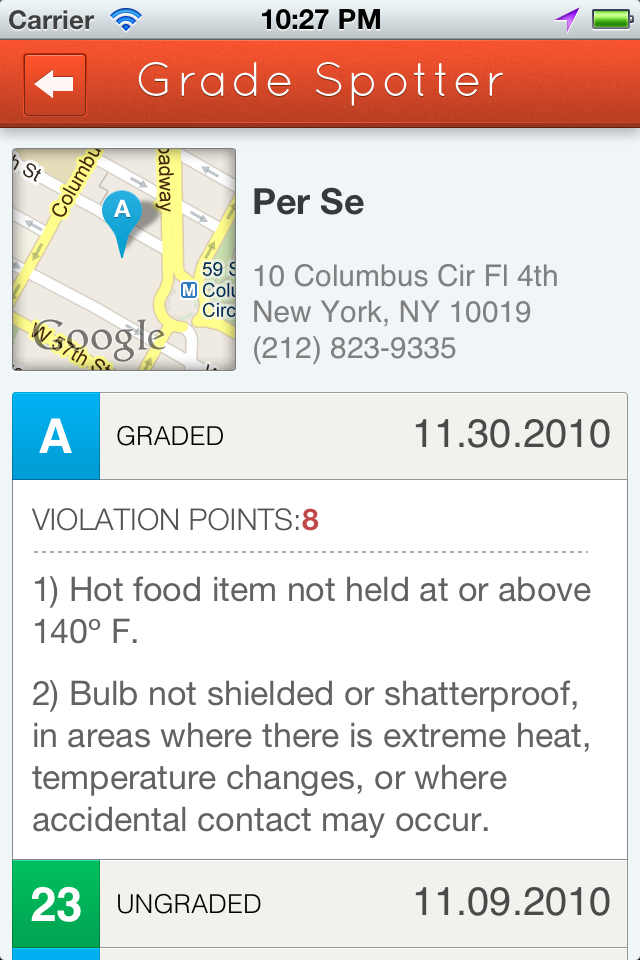 Carrier 10:27 PM
Grade Spotter
h St
Columbu
oadway
A
59 S
M Colu
Circ
Google
W 57th St
Per Se
10 Columbus Cir Fl 4th
New York, NY 10019
(212) 823-9335
A GRADED 11.30.2010
VIOLATION POINTS:8
1) Hot food item not held at or above
140º F.
2) Bulb not shielded or shatterproof,
in areas where there is extreme heat,
temperature changes, or where
accidental contact may occur.
23 UNGRADED 11.09.2010